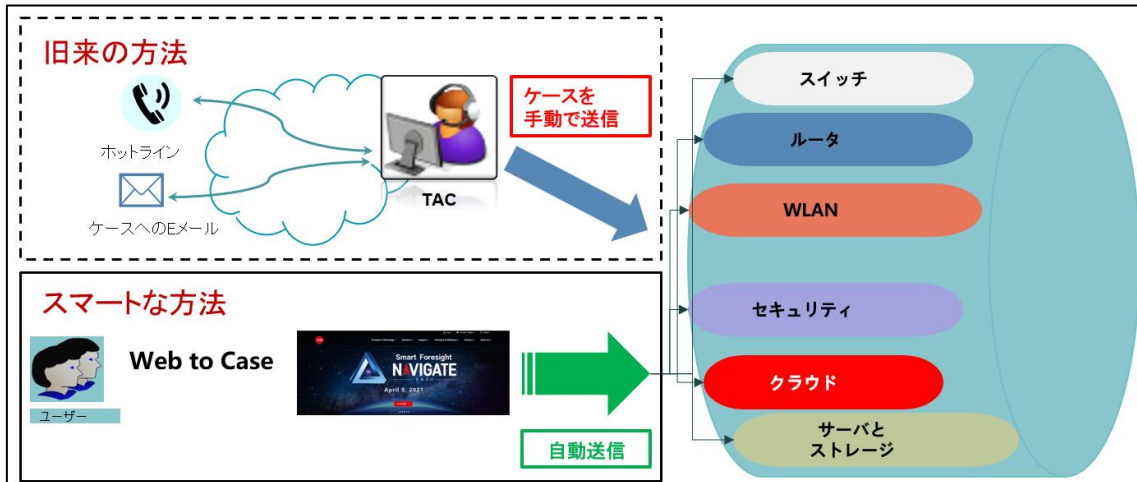 旧来の方法
ホットライン
ケースへのEメール
TAC
ケースを
手動で送信
スマートな方法
ユーザー
Web to Case
Smart Foresight
NAVIGATE
2021
April 9, 2021
自動送信
スイッチ
ルータ
WLAN
セキュリティ
クラウド
サーバと
ストレージ